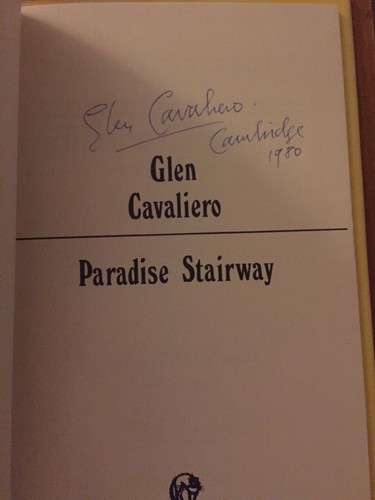 Glen Cavaliero.
Cambridge
1980
Glen
Cavaliero
Paradise Stairway